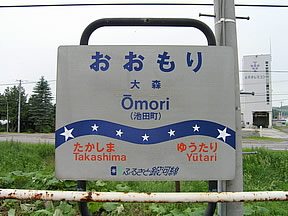 おおもり
大森
Ōmori
(池田町)
たかしま ゆうたり
Takashima Yūtari
ふるさと銀河線